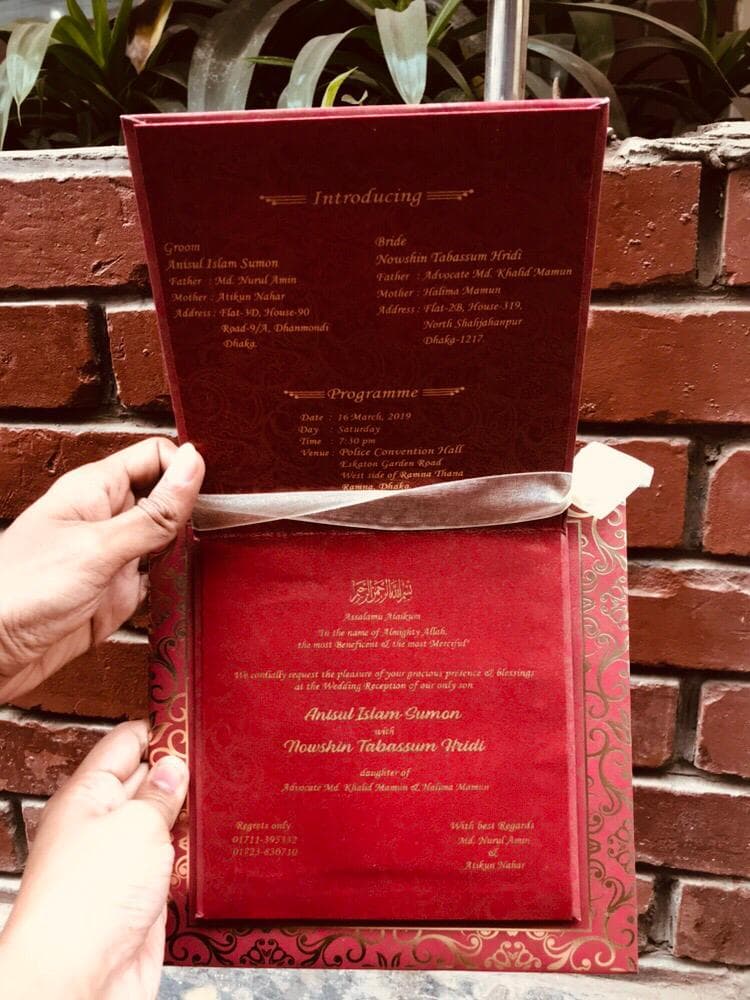 Introducing
Groom
Anisul Islam Sumon
Father : Md. Nurul Amin
Mother : Atikun Nahar
Address : Flat-3D, House-90
Road-9/A, Dhanmondi
Dhaka.
Bride
Nowshin Tabassum Hridi
Father : Advocate Md. Khalid Mamun
Mother : Halima Mamun
Address : Flat-2B, House-319,
North Shahjahanpur
Dhaka-1217
Programme
Date : 16 March, 2019
Day : Saturday
Time : 7:30 pm
Venue : Police Convention Hall
Eskaton Garden Road
West side of Ramna Thana
Ramna, Dhaka
بسم الله الرحمن الرحيم
Assalamu Alaikum
"In the name of Almighty Allah,
the most Beneficent & the most Merceful"
We cordially request the pleasure of your gracious presence & blessings
at the Wedding Reception of our only son
Anisul Islam Sumon
with
Nowshin Tabassum Hridi
daughter of
Advocate Md. Khalid Mamun & Halima Mamun
Regrets only
01711-395332
01723-830710
With best Regards
Md. Nurul Amin
&
Atikun Nahar